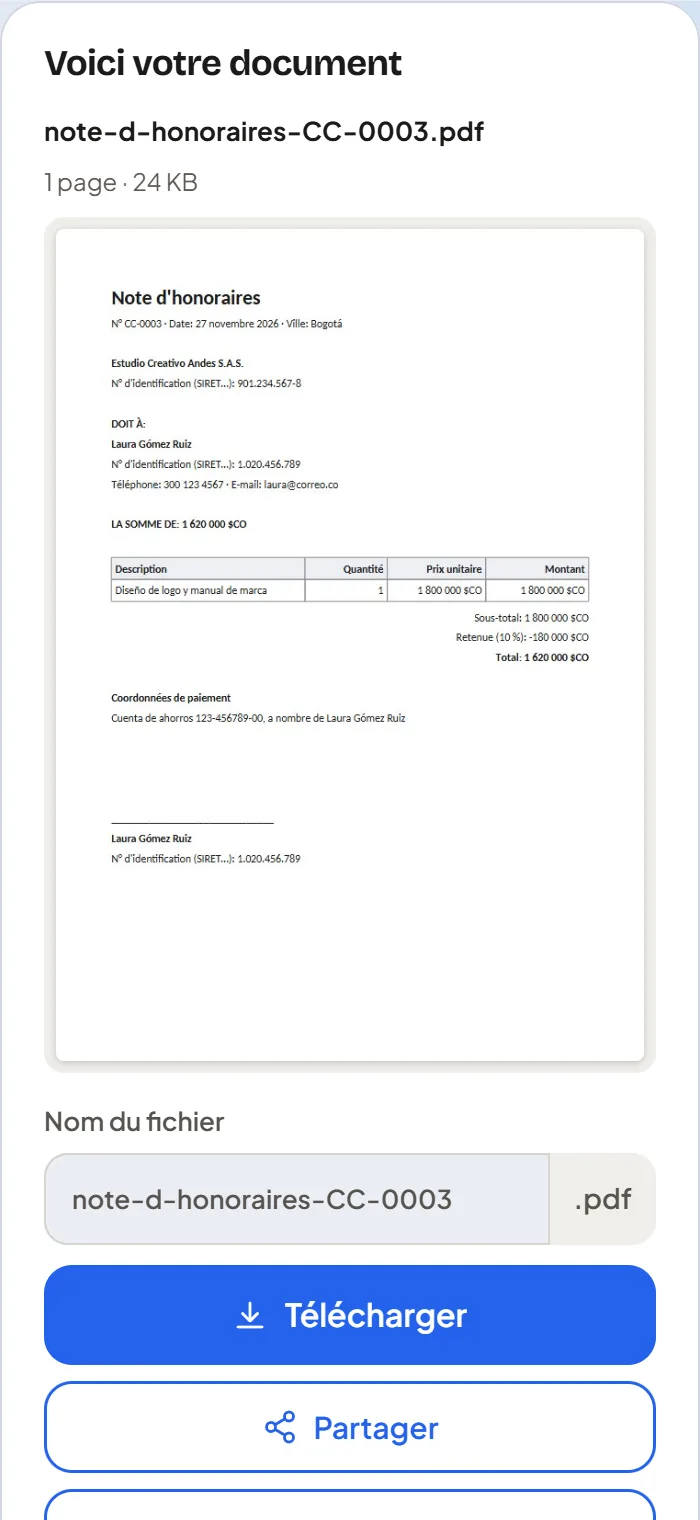 Voici votre document
note-d-honoraires-CC-0003.pdf
1 page · 24 KB
Note d'honoraires
N° CC-0003 · Date: 27 novembre 2026 · Ville: Bogotá
Estudio Creativo Andes S.A.S.
N° d'identification (SIRET…): 901.234.567-8
DOIT À:
Laura Gómez Ruiz
N° d'identification (SIRET…): 1.020.456.789
Téléphone: 300 123 4567 · E-mail: laura@correo.co
LA SOMME DE: 1 620 000 $CO
Description Quantité Prix unitaire Montant
Diseño de logo y manual de marca 1 1 800 000 $CO 1 800 000 $CO
Sous-total: 1 800 000 $CO
Retenue (10 %): -180 000 $CO
Total: 1 620 000 $CO
Coordonnées de paiement
Cuenta de ahorros 123-456789-00, a nombre de Laura Gómez Ruiz
Laura Gómez Ruiz
N° d'identification (SIRET…): 1.020.456.789
Nom du fichier
note-d-honoraires-CC-0003 .pdf
Télécharger
Partager